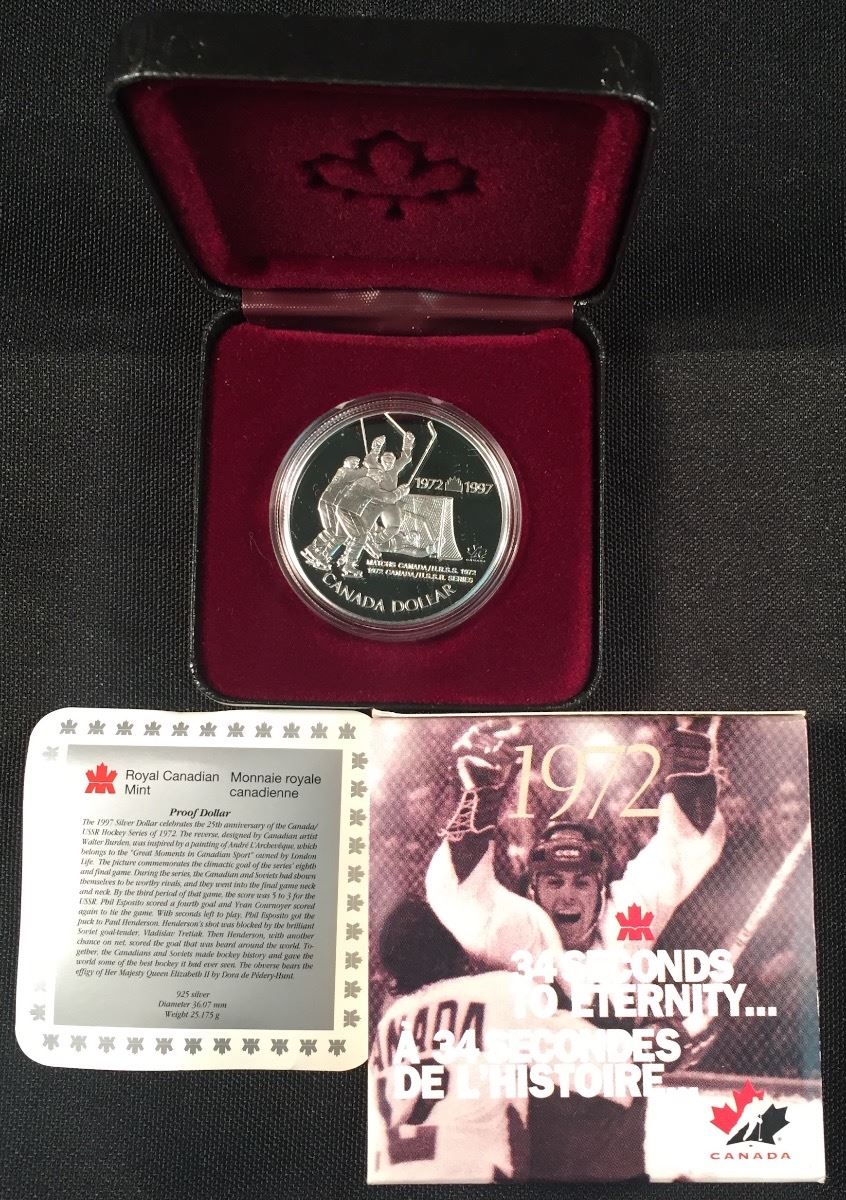 1972 1997
CANADA
MATCHS CANADA/U.R.S.S. 1972
1972 CANADA/U.S.S.R. SERIES
CANADA DOLLAR
Royal Canadian Mint
Monnaie royale canadienne
Proof Dollar
The 1997 Silver Dollar celebrates the 25th anniversary of the Canada/
USSR Hockey Series of 1972. The reverse, designed by Canadian artist
Walter Burden, was inspired by a painting of André L'Archevêque, which
belongs to the "Great Moments in Canadian Sport" owned by London
Life. The picture commemorates the climactic goal of the series' eighth
and final game. During the series, the Canadian and Soviets had shown
themselves to be worthy rivals, and they went into the final game neck
and neck. By the third period of that game, the score was 5 to 3 for the
USSR. Phil Esposito scored a fourth goal and Yvan Cournoyer scored
again to tie the game. With seconds left to play, Phil Esposito got the
puck to Paul Henderson. Henderson's shot was blocked by the brilliant
Soviet goal-tender, Vladislav Tretiak. Then Henderson, with another
chance on net, scored the goal that was beard around the world. To-
gether, the Canadians and Soviets made hockey history and gave the
world some of the best hockey it had ever seen. The obverse bears the
effigy of Her Majesty Queen Elizabeth II by Dora de Pédery-Hunt.
925 silver
Diameter 36.07 mm
Weight 25.175 g
1972
34 SECONDS
TO ETERNITY...
À 34 SECONDES
DE L'HISTOIRE...
CANADA